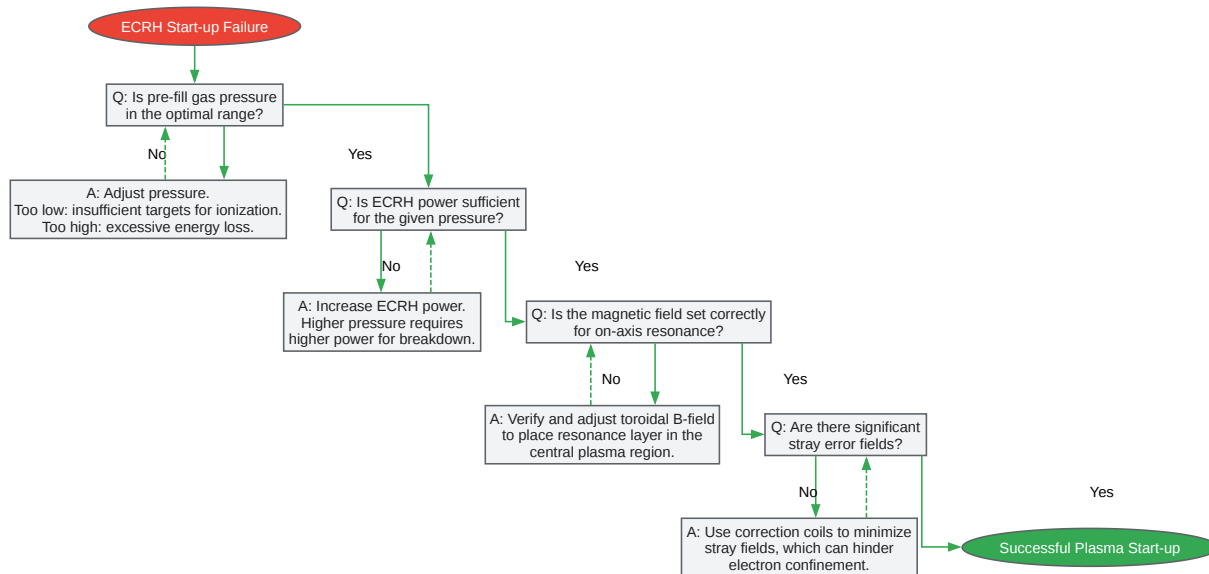 ECRH Start-up Failure
Q: Is pre-fill gas pressure
in the optimal range?
No
Yes
A: Adjust pressure.
Too low: insufficient targets for ionization.
Too high: excessive energy loss.
Q: Is ECRH power sufficient
for the given pressure?
No
Yes
A: Increase ECRH power.
Higher pressure requires
higher power for breakdown.
Q: Is the magnetic field set correctly
for on-axis resonance?
No
Yes
A: Verify and adjust toroidal B-field
to place resonance layer in the
central plasma region.
Q: Are there significant
stray error fields?
No
Yes
A: Use correction coils to minimize
stray fields, which can hinder
electron confinement.
Successful Plasma Start-up